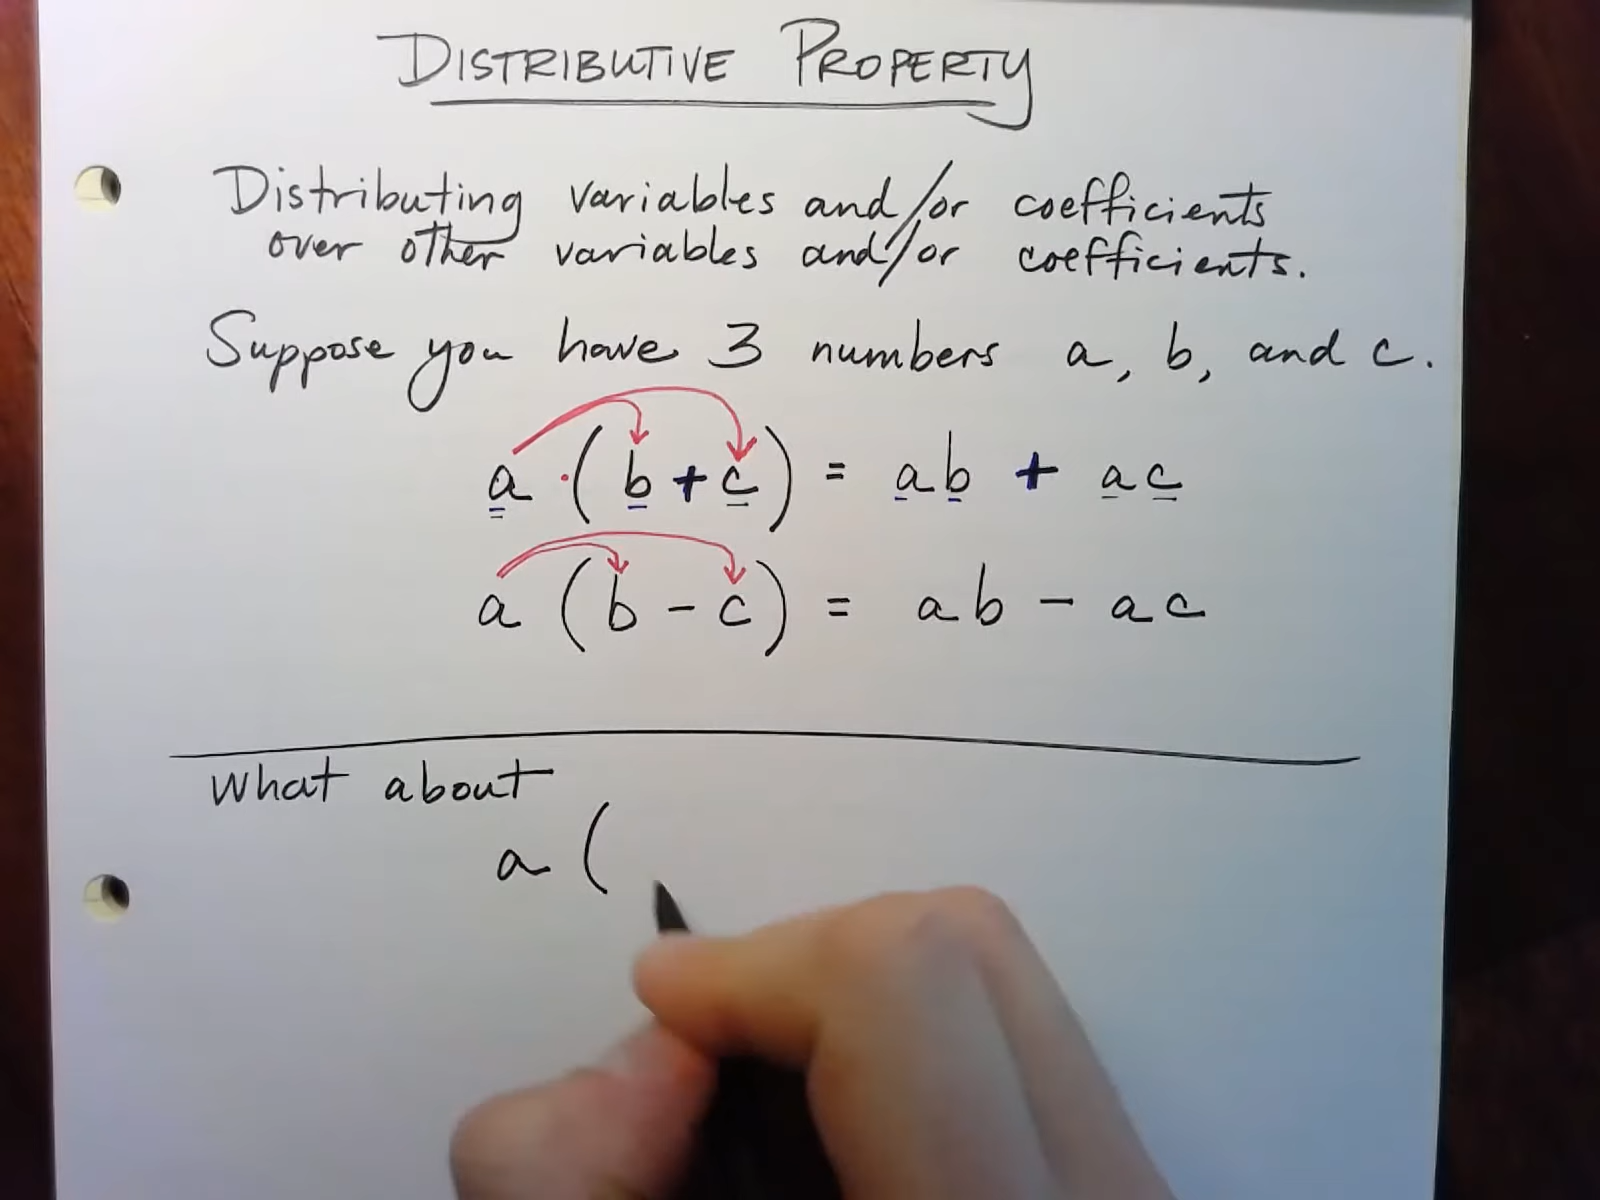 DISTRIBUTIVE PROPERTY
Distributing variables and/or coefficients
over other variables and/or coefficients.
Suppose you have 3 numbers a, b, and c.
a · (b + c) = ab + ac
a (b - c) = ab - ac
What about
a (